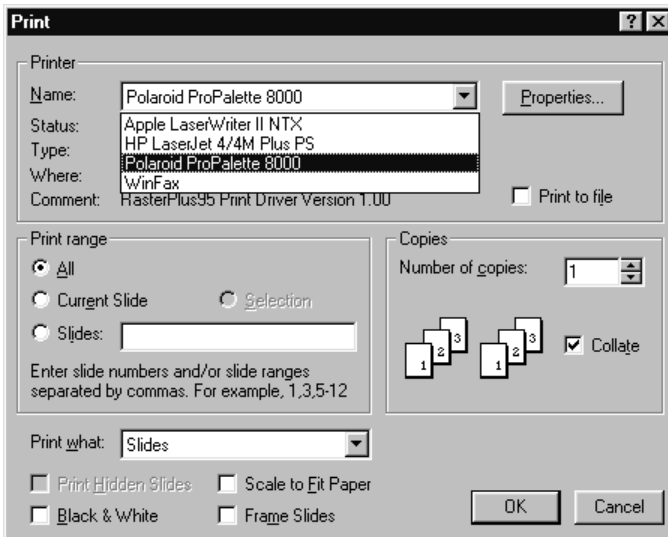 Print
Printer
Name: Polaroid ProPalette 8000 Properties...
Status: Apple LaserWriter II NTX
Type: HP LaserJet 4/4M Plus PS
Where: Polaroid ProPalette 8000
WinFax
Comment: RasterPlus95 Print Driver Version 1.00 Print to file
Print range
All
Current Slide Selection
Slides:
Enter slide numbers and/or slide ranges
separated by commas. For example, 1,3,5-12
Copies
Number of copies: 1
1 2 3 1 2 3 Collate
Print what: Slides
Print Hidden Slides Scale to Fit Paper
Black & White Frame Slides
OK Cancel